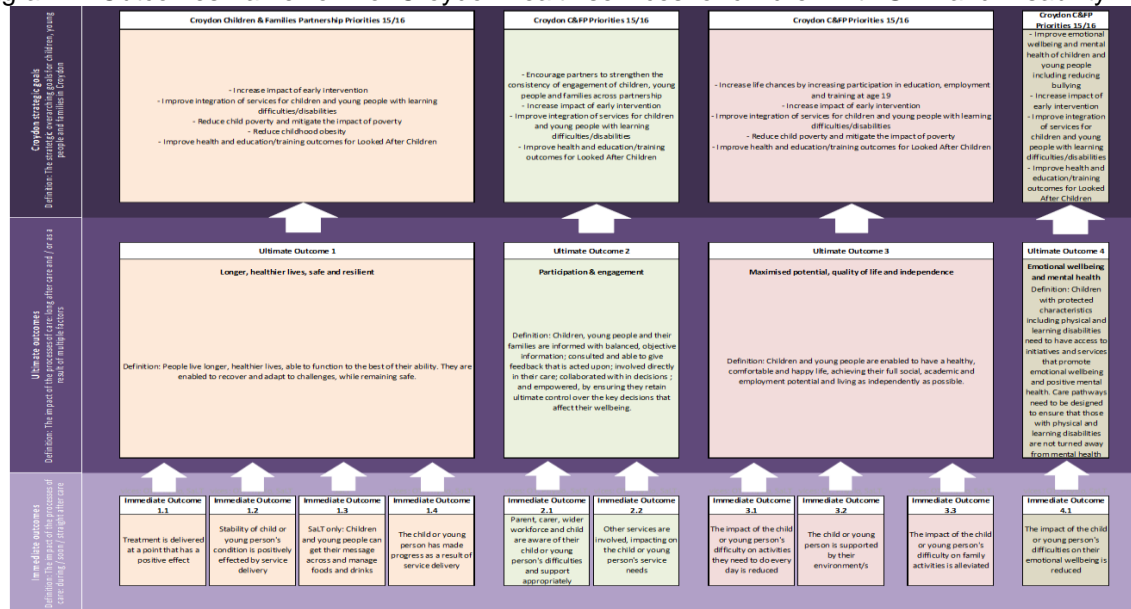 Croydon strategic goals
Definition: The strategic overarching goals for children, young
people and families in Croydon
Croydon Children & Families Partnership Priorities 15/16
- Increase impact of early intervention
- Improve integration of services for children and young people with learning
difficulties/disabilities
- Reduce child poverty and mitigate the impact of poverty
- Reduce childhood obesity
- Improve health and education/training outcomes for Looked After Children
Croydon C&FP Priorities 15/16
- Encourage partners to strengthen the
consistency of engagement of children, young
people and families across partnership
- Increase impact of early intervention
- Improve integration of services for children
and young people with learning
difficulties/disabilities
- Improve health and education/training
outcomes for Looked After Children
Croydon C&FP Priorities 15/16
- Increase life chances by increasing participation in education, employment
and training at age 19
- Increase impact of early intervention
- Improve integration of services for children and young people with learning
difficulties/disabilities
- Reduce child poverty and mitigate the impact of poverty
- Improve health and education/training outcomes for Looked After Children
Croydon C&FP
Priorities 15/16
- Improve emotional
wellbeing and mental
health of children and
young people
including reducing
bullying
- Increase impact of
early intervention
- Improve integration
of services for
children and young
people with learning
difficulties/disabilities
- Improve health and
education/training
outcomes for Looked
After Children
Ultimate outcomes
Definition: The impact of the processes of care: long after care and / or as a
result of multiple factors
Ultimate Outcome 1
Longer, healthier lives, safe and resilient
Definition: People live longer, healthier lives, able to function to the best of their ability. They are
enabled to recover and adapt to challenges, while remaining safe.
Ultimate Outcome 2
Participation & engagement
Definition: Children, young people and their
families are informed with balanced, objective
information; consulted and able to give
feedback that is acted upon; involved directly
in their care; collaborated with in decisions ;
and empowered, by ensuring they retain
ultimate control over the key decisions that
affect their wellbeing.
Ultimate Outcome 3
Maximised potential, quality of life and independence
Definition: Children and young people are enabled to have a healthy,
comfortable and happy life, achieving their full social, academic and
employment potential and living as independently as possible.
Ultimate Outcome 4
Emotional wellbeing
and mental health
Definition: Children
with protected
characteristics
including physical and
learning disabilities
need to have access to
initiatives and services
that promote
emotional wellbeing
and positive mental
health. Care pathways
need to be designed
to ensure that those
with physical and
learning disabilities
are not turned away
from mental health
Immediate outcomes
Definition: The impact of the processes of
care: during / soon / straight after care
Immediate Outcome
1.1
Treatment is delivered
at a point that has a
positive effect
Immediate Outcome
1.2
Stability of child or
young person's
condition is positively
effected by service
delivery
Immediate Outcome
1.3
SaLT only: Children
and young people can
get their message
across and manage
foods and drinks
Immediate Outcome
1.4
The child or young
person has made
progress as a result of
service delivery
Immediate Outcome
2.1
Parent, carer, wider
workforce and child
are aware of their
child or young
person's difficulties
and support
appropriately
Immediate Outcome
2.2
Other services are
involved, impacting on
the child or young
person's service
needs
Immediate Outcome
3.1
The impact of the child
or young person's
difficulty on activities
they need to do every
day is reduced
Immediate Outcome
3.2
The child or young
person is supported
by their
environment/s
Immediate Outcome
3.3
The impact of the child
or young person's
difficulty on family
activities is alleviated
Immediate Outcome
4.1
The impact of the child
or young person's
difficulties on their
emotional wellbeing is
reduced